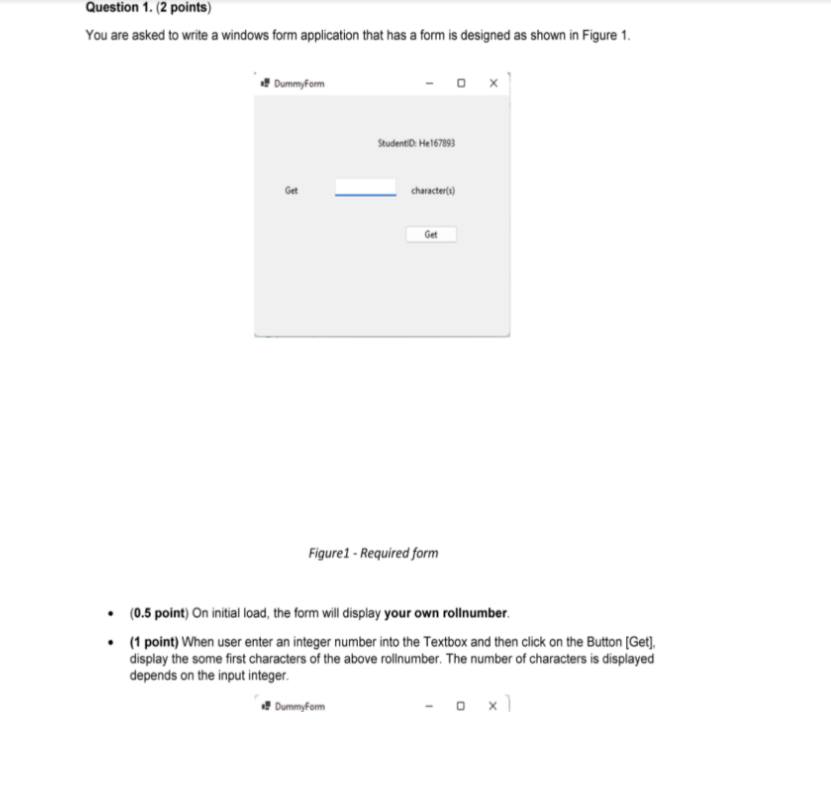 Question 1. (2 points)
You are asked to write a windows form application that has a form is designed as shown in Figure 1.
DummyForm
StudentID: He167893
Get
character(s)
Get
Figure1 - Required form
• (0.5 point) On initial load, the form will display your own rollnumber.
• (1 point) When user enter an integer number into the Textbox and then click on the Button [Get],
display the some first characters of the above rollnumber. The number of characters is displayed
depends on the input integer.
DummyForm